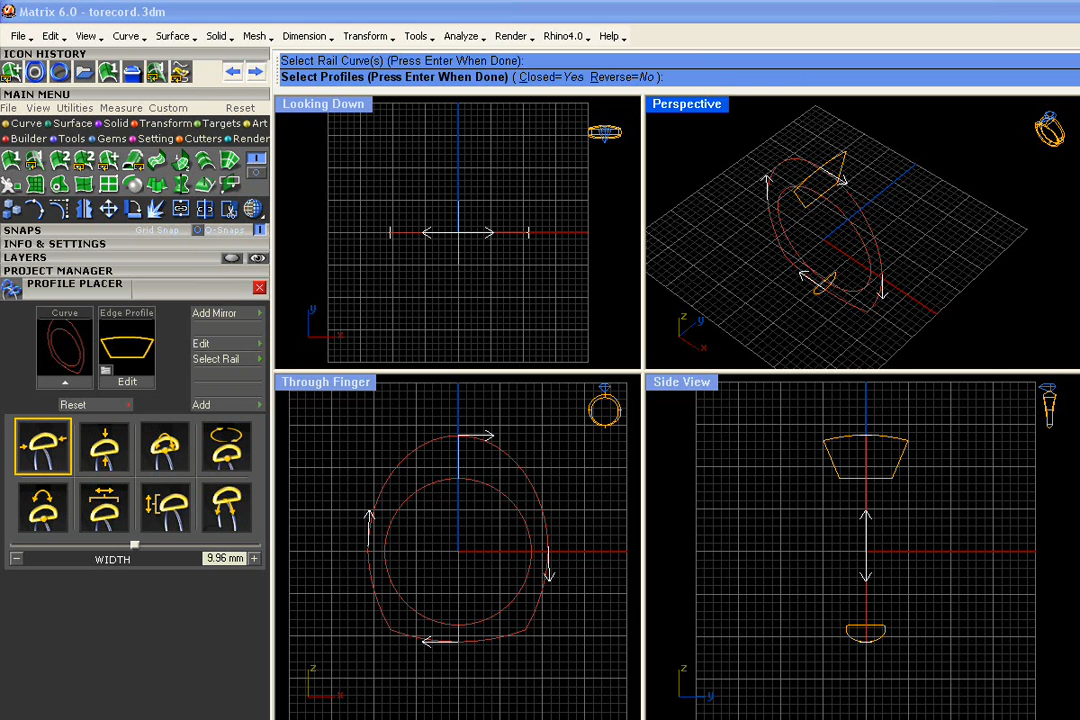 Matrix 6.0 - torecord.3dm
File Edit View Curve Surface Solid Mesh Dimension Transform Tools Analyze Render Rhino4.0 Help
ICON HISTORY
Select Rail Curve(s) (Press Enter When Done):
Select Profiles (Press Enter When Done) ( Closed=Yes Reverse=No ):
MAIN MENU
File View Utilities Measure Custom Reset
Curve Surface Solid Transform Targets Art
Builder Tools Gems Setting Cutters Render
SNAPS Grid Snap O-Snaps
INFO & SETTINGS
LAYERS
PROJECT MANAGER
PROFILE PLACER
Curve Edge Profile Add Mirror
Edit
Select Rail
Edit
Reset Add
WIDTH 9.96 mm
Looking Down
y
x
Perspective
z
y
x
Through Finger
z
x
Side View
z
y